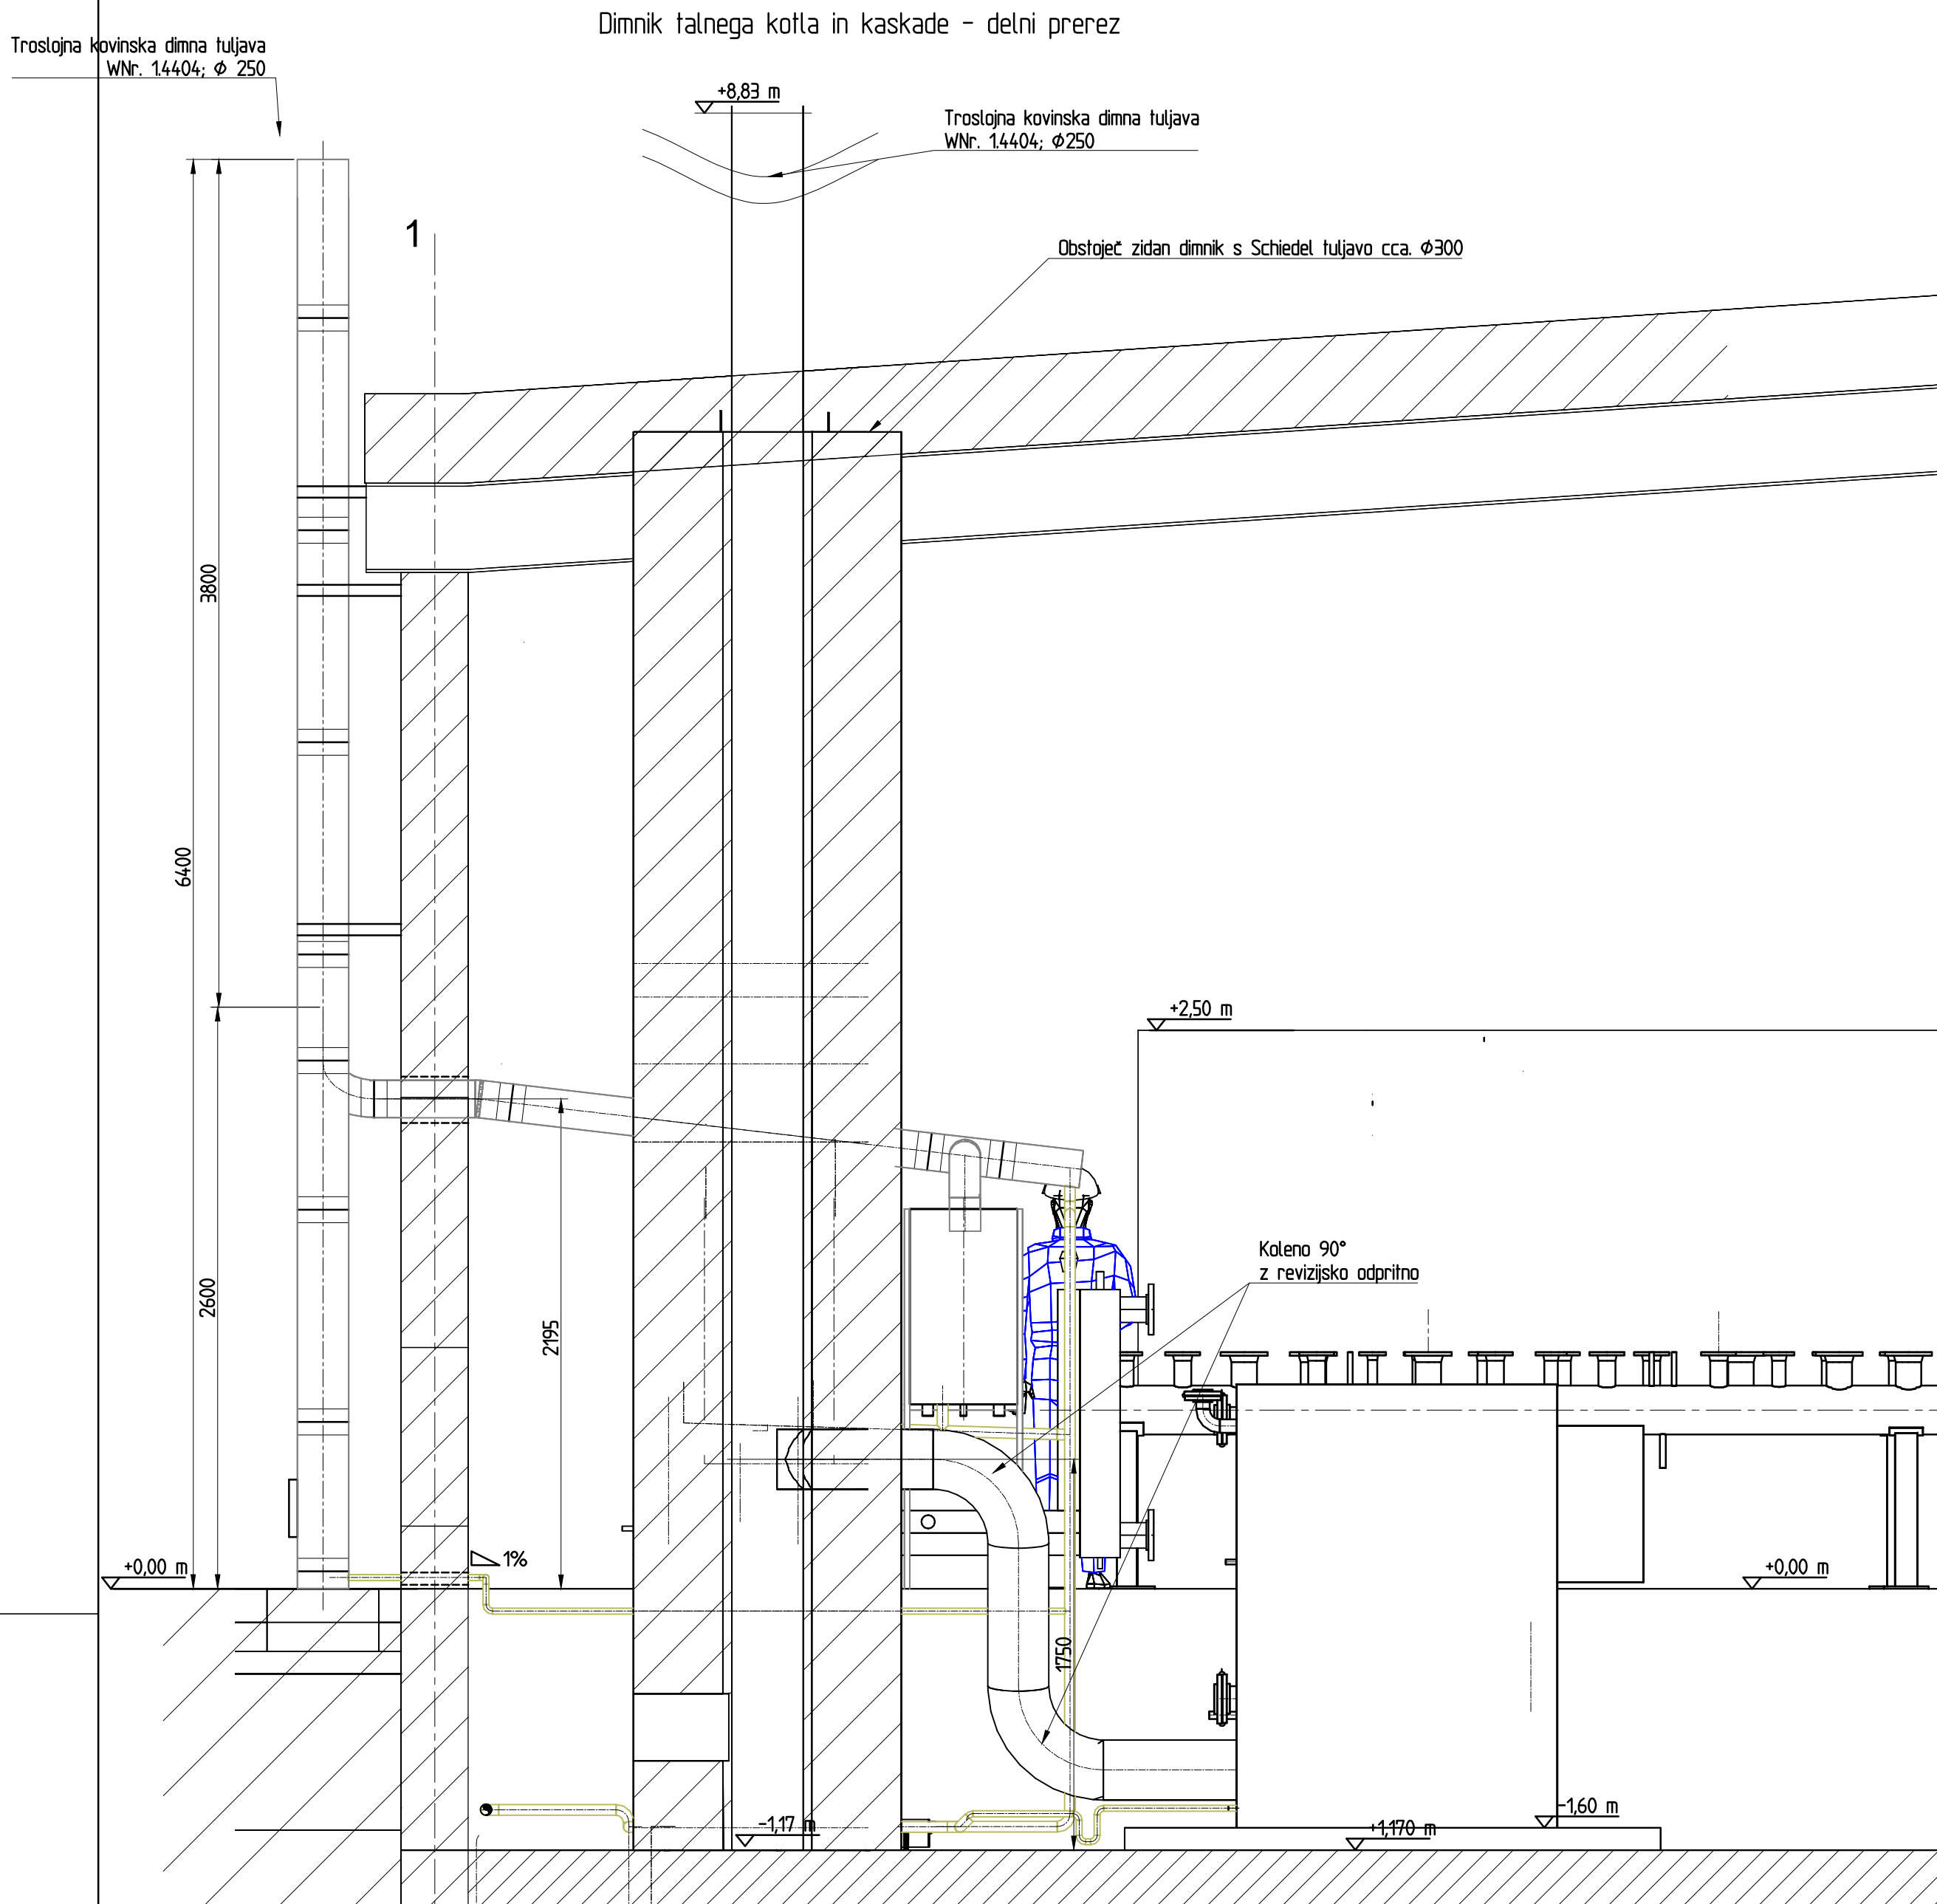 Dimnik talnega kotla in kaskade - delni prerez
Troslojna kovinska dimna tuljava
WNr. 1.4404; Ø 250
+8,83 m
Troslojna kovinska dimna tuljava
WNr. 1.4404; Ø250
1
Obstoječ zidan dimnik s Schiedel tuljavo cca. Ø300
3800
6400
+2,50 m
Koleno 90°
z revizijsko odpritno
2600
2195
+0,00 m
1%
+0,00 m
1750
-1,17 m
-1,60 m
+1,170 m